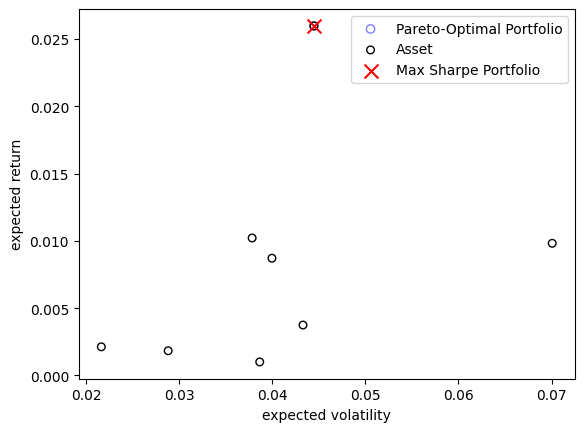 Pareto-Optimal Portfolio
Asset
Max Sharpe Portfolio
expected return
0.025
0.020
0.015
0.010
0.005
0.000
0.02 0.03 0.04 0.05 0.06 0.07
expected volatility